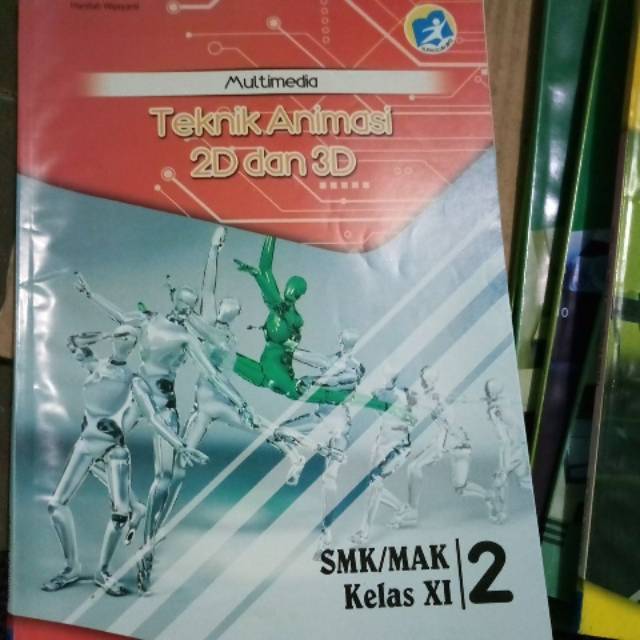 Multimedia
Teknik Animasi
2D dan 3D
SMK/MAK
Kelas XI
2